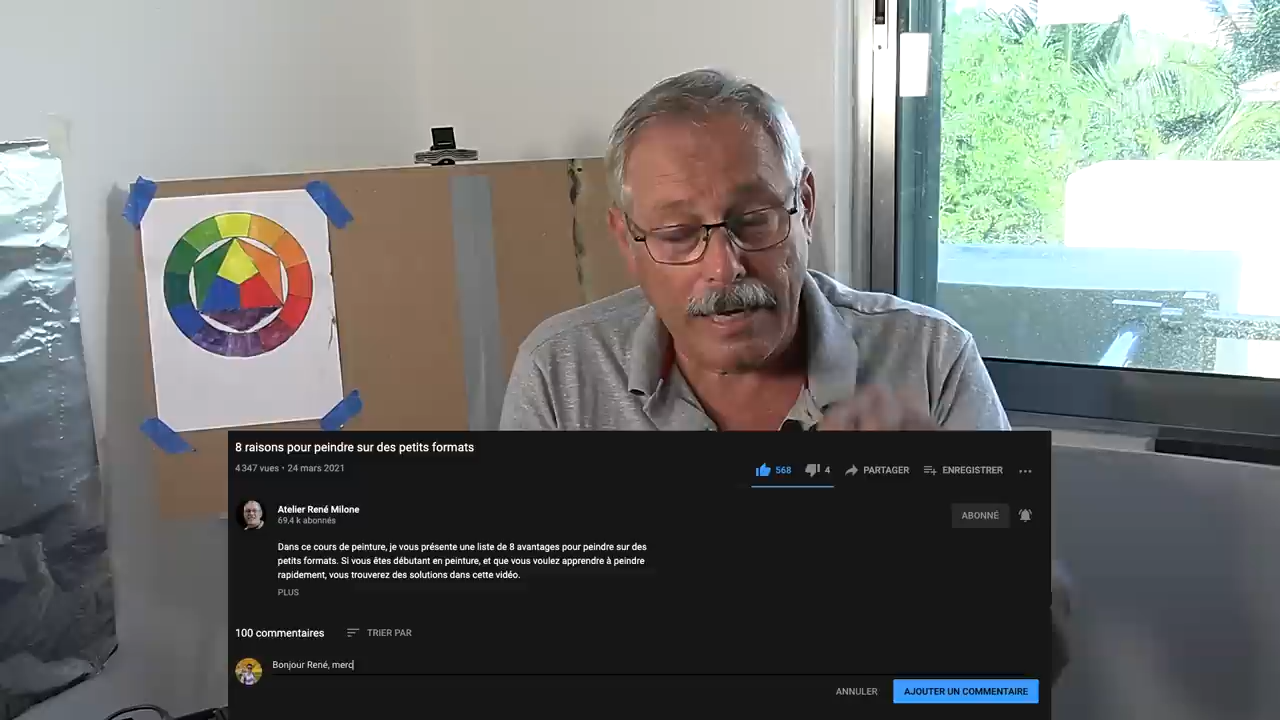 8 raisons pour peindre sur des petits formats
4 347 vues • 24 mars 2021
568
4
PARTAGER
ENREGISTRER
Atelier René Milone
69,4 k abonnés
ABONNÉ
Dans ce cours de peinture, je vous présente une liste de 8 avantages pour peindre sur des
petits formats. Si vous êtes débutant en peinture, et que vous voulez apprendre à peindre
rapidement, vous trouverez des solutions dans cette vidéo.
PLUS
100 commentaires
TRIER PAR
Bonjour René, merc
ANNULER
AJOUTER UN COMMENTAIRE